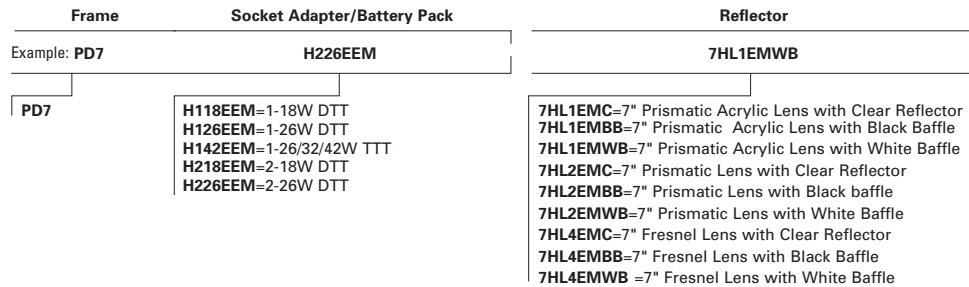 Frame Socket Adapter/Battery Pack Reflector
Example: PD7 H226EEM 7HL1EMWB
PD7
H118EEM=1-18W DTT
H126EEM=1-26W DTT
H142EEM=1-26/32/42W TTT
H218EEM=2-18W DTT
H226EEM=2-26W DTT
7HL1EMC=7" Prismatic Acrylic Lens with Clear Reflector
7HL1EMBB=7" Prismatic Acrylic Lens with Black Baffle
7HL1EMWB=7" Prismatic Acrylic Lens with White Baffle
7HL2EMC=7" Prismatic Lens with Clear Reflector
7HL2EMBB=7" Prismatic Lens with Black baffle
7HL2EMWB=7" Prismatic Lens with White Baffle
7HL4EMC=7" Fresnel Lens with Clear Reflector
7HL4EMBB=7" Fresnel Lens with Black Baffle
7HL4EMWB =7" Fresnel Lens with White Baffle